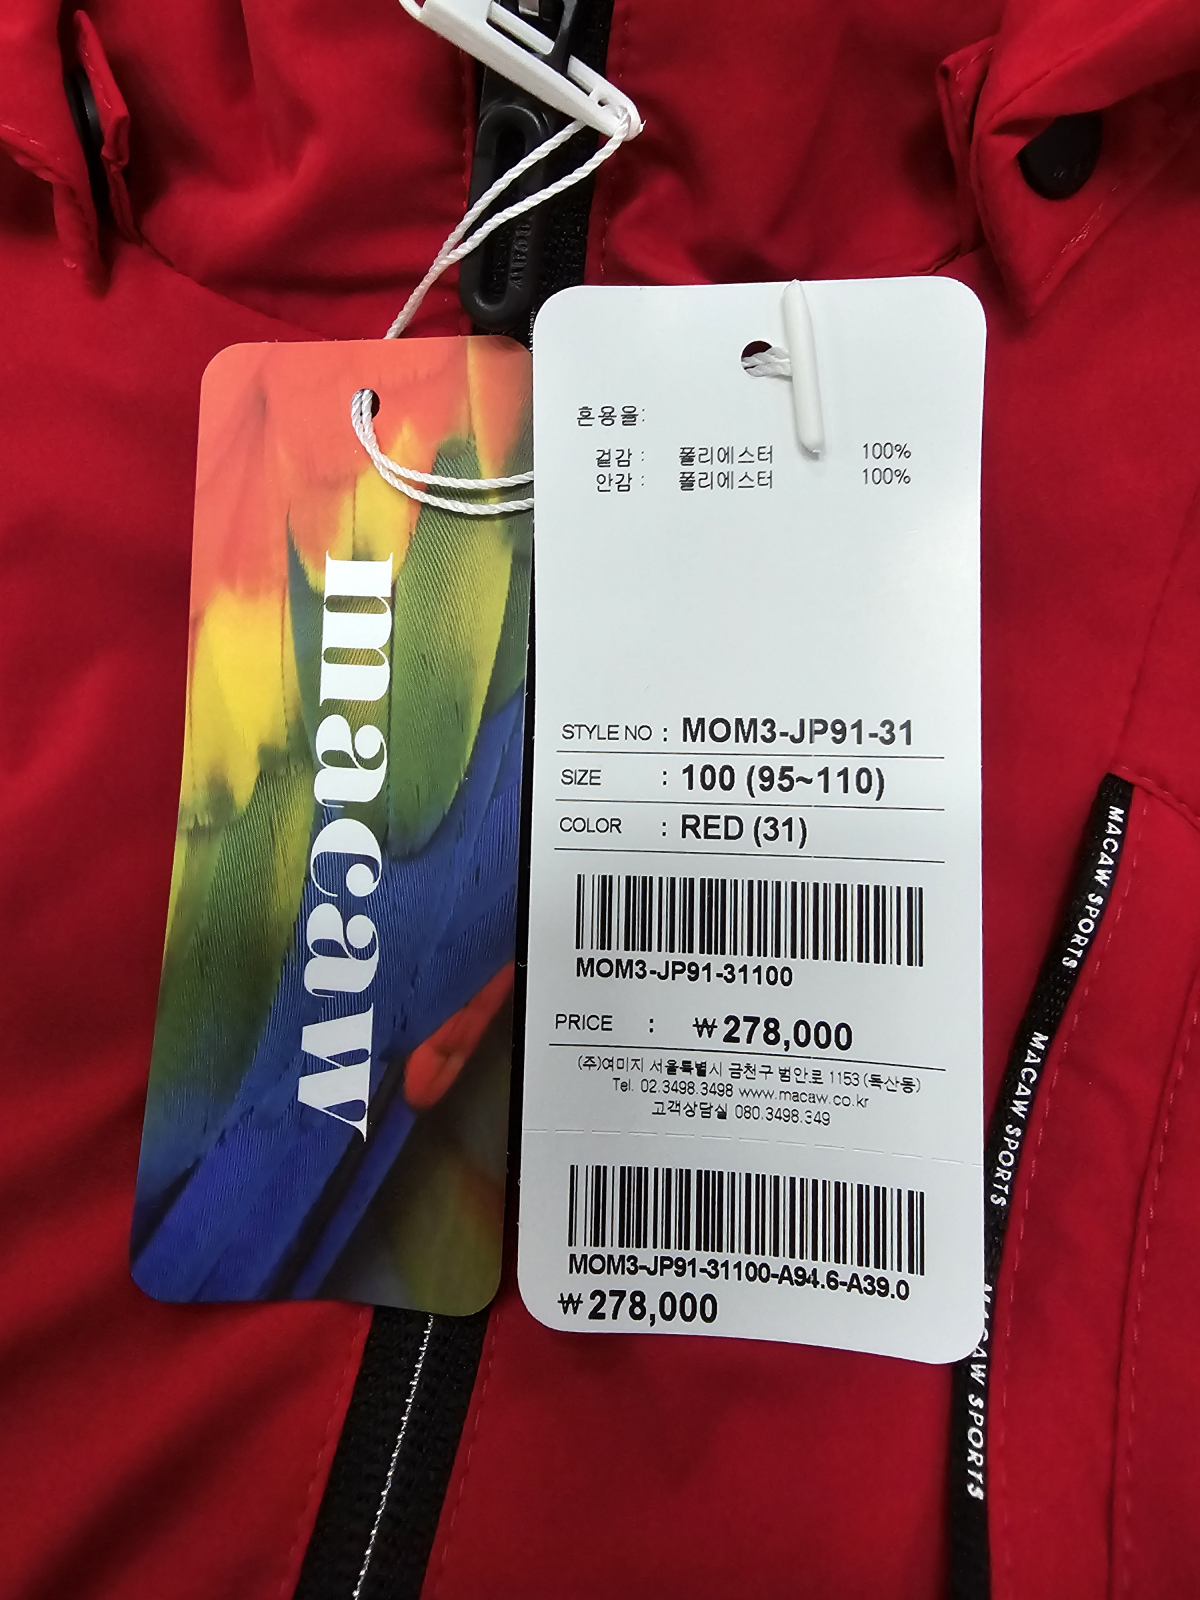 macaw
혼용율:
겉감 : 폴리에스터 100%
안감 : 폴리에스터 100%
STYLE NO : MOM3-JP91-31
SIZE : 100 (95~110)
COLOR : RED (31)
MOM3-JP91-31100
PRICE : ₩278,000
(주)여미지 서울특별시 금천구 범안로 1153 (독산동)
Tel. 02.3498.3498 www.macaw.co.kr
고객상담실 080.3498.349
MOM3-JP91-31100-A94.6-A39.0
₩278,000
MACAW SPORTS
MACAW SPORTS
MACAW SPORTS